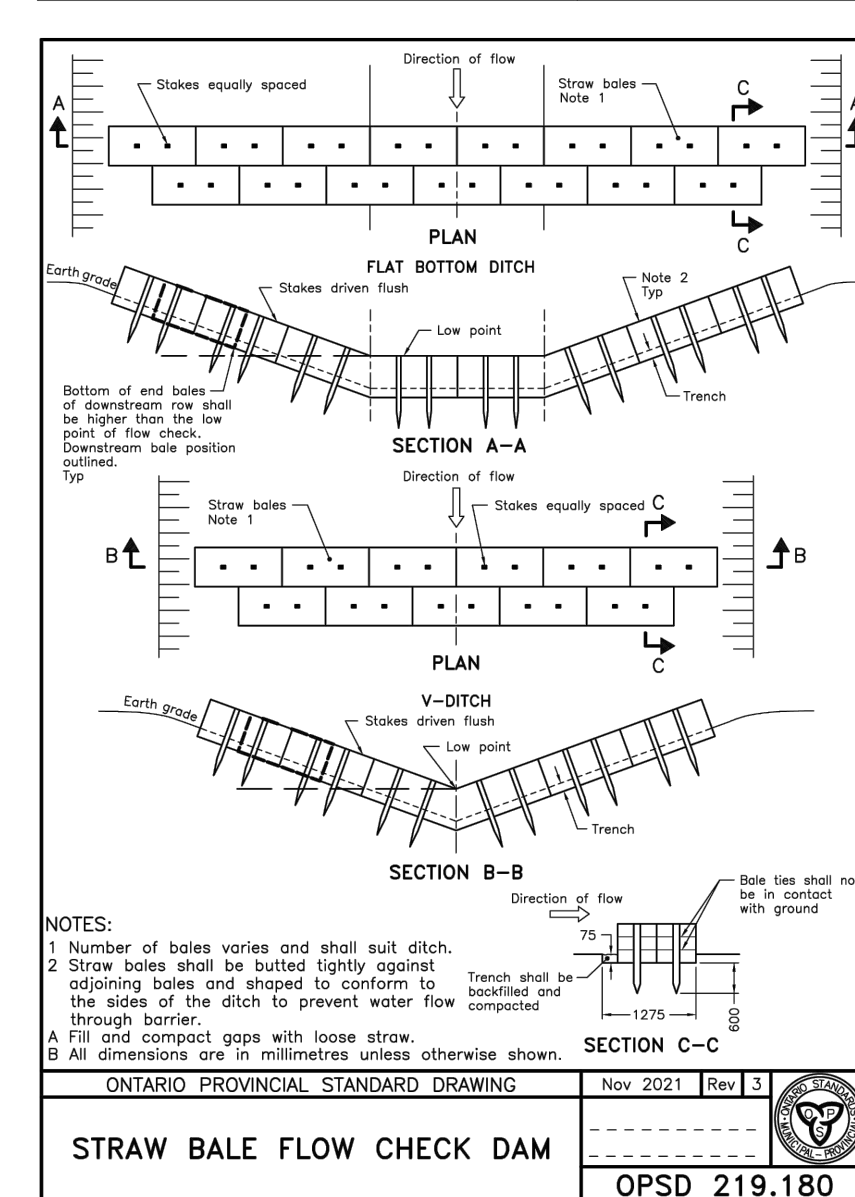 Direction of flow
Stakes equally spaced
Straw bales
Note 1
C
A
A
C
PLAN
FLAT BOTTOM DITCH
Earth grade
Stakes driven flush
Note 2
Typ
Low point
Trench
Bottom of end bales
of downstream row shall
be higher than the low
point of flow check.
Downstream bale position
outlined.
Typ
SECTION A-A
Direction of flow
Straw bales
Note 1
Stakes equally spaced
C
B
B
C
PLAN
V-DITCH
Earth grade
Stakes driven flush
Low point
Trench
SECTION B-B
Direction of flow
Bale ties shall
be in contact
with ground
75
Trench shall be
backfilled and
compacted
1275
600
SECTION C-C
NOTES:
1 Number of bales varies and shall suit ditch.
2 Straw bales shall be butted tightly against
adjoining bales and shaped to conform to
the sides of the ditch to prevent water flow
through barrier.
A Fill and compact gaps with loose straw.
B All dimensions are in millimetres unless otherwise shown.
ONTARIO PROVINCIAL STANDARD DRAWING
Nov 2021 Rev 3
STRAW BALE FLOW CHECK DAM
OPS
OPSD 219.180